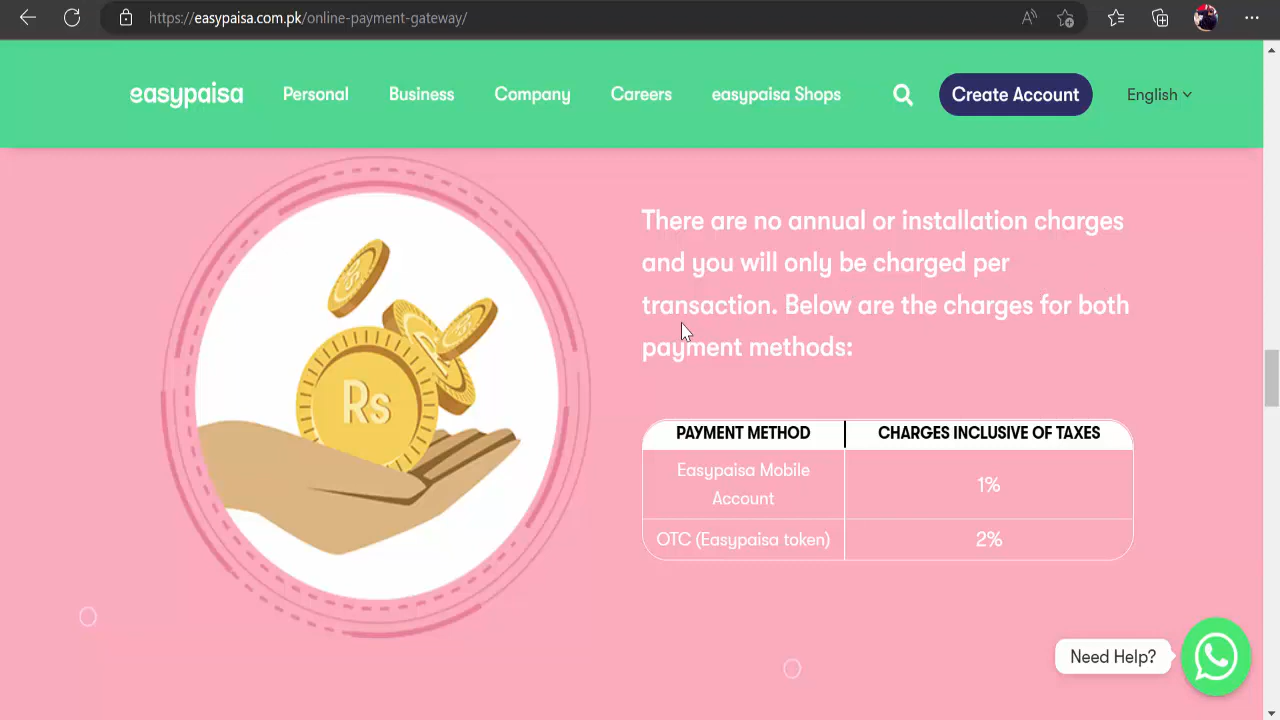 https://easypaisa.com.pk/online-payment-gateway/
easypaisa Personal Business Company Careers easypaisa Shops Create Account English
There are no annual or installation charges
and you will only be charged per
transaction. Below are the charges for both
payment methods:
Rs
PAYMENT METHOD CHARGES INCLUSIVE OF TAXES
Easypaisa Mobile
Account 1%
OTC (Easypaisa token) 2%
Need Help?